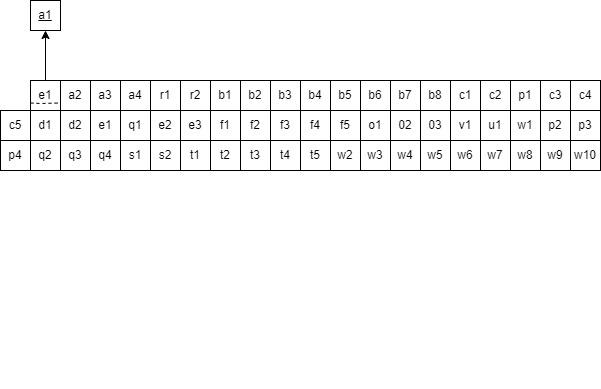 a1
e1 a2 a3 a4 r1 r2 b1 b2 b3 b4 b5 b6 b7 b8 c1 c2 p1 c3 c4
c5 d1 d2 e1 q1 e2 e3 f1 f2 f3 f4 f5 o1 02 03 v1 u1 w1 p2 p3
p4 q2 q3 q4 s1 s2 t1 t2 t3 t4 t5 w2 w3 w4 w5 w6 w7 w8 w9 w10